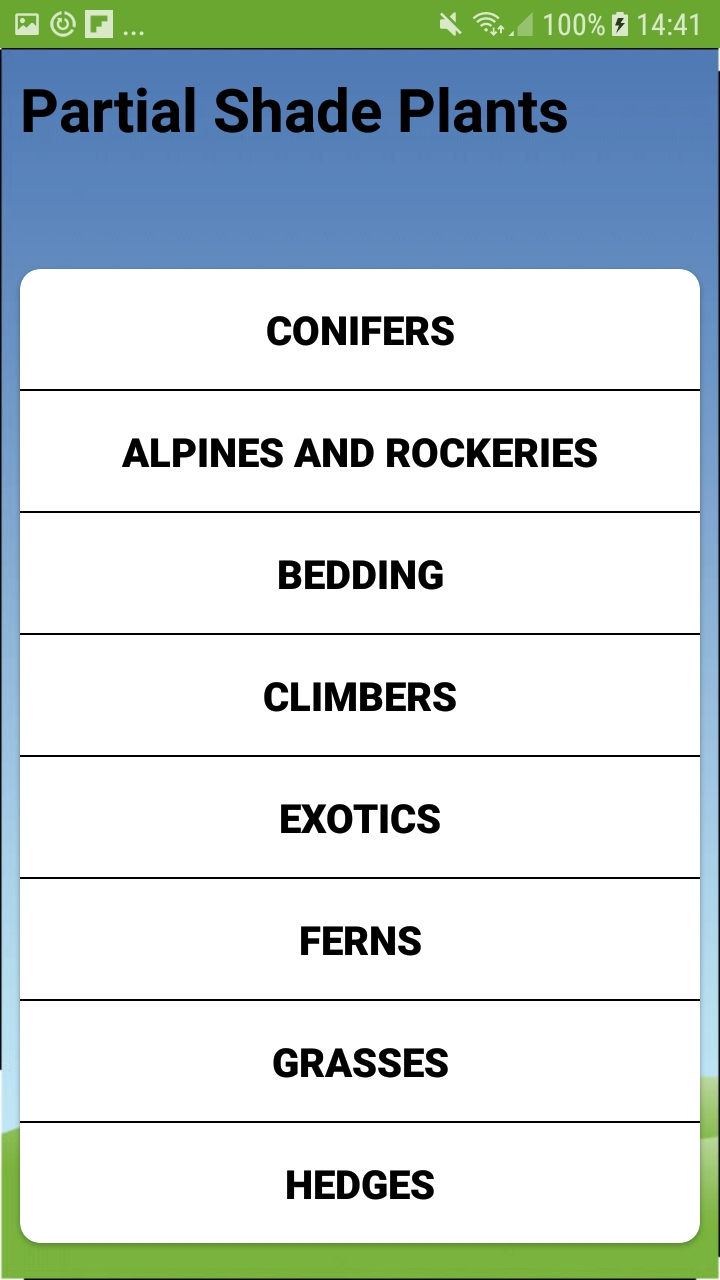 ... 100% 14:41
Partial Shade Plants
CONIFERS
ALPINES AND ROCKERIES
BEDDING
CLIMBERS
EXOTICS
FERNS
GRASSES
HEDGES